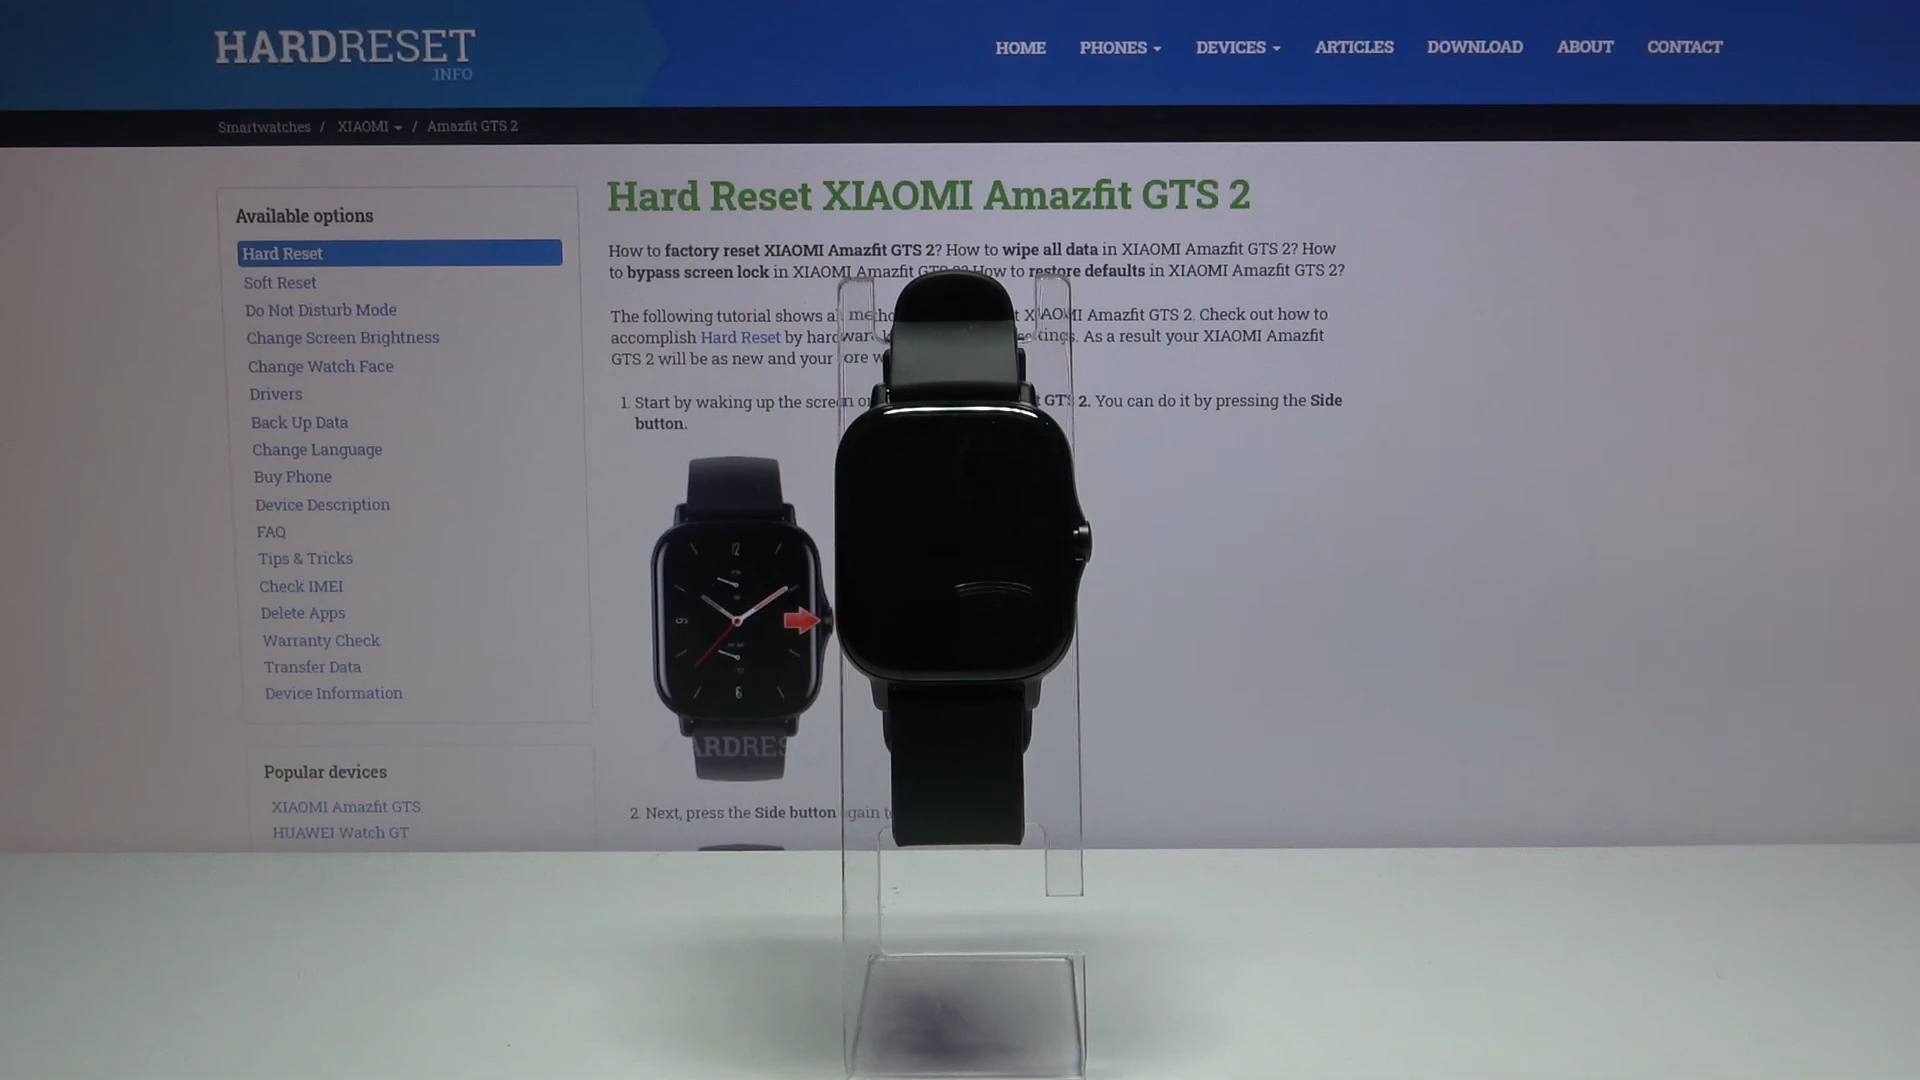 HARDRESET
.INFO
HOME PHONES DEVICES ARTICLES DOWNLOAD ABOUT CONTACT
Smartwatches / XIAOMI / Amazfit GTS 2
Available options
Hard Reset
Soft Reset
Do Not Disturb Mode
Change Screen Brightness
Change Watch Face
Drivers
Back Up Data
Change Language
Buy Phone
Device Description
FAQ
Tips & Tricks
Check IMEI
Delete Apps
Warranty Check
Transfer Data
Device Information
Popular devices
XIAOMI Amazfit GTS
HUAWEI Watch GT
Hard Reset XIAOMI Amazfit GTS 2
How to factory reset XIAOMI Amazfit GTS 2? How to wipe all data in XIAOMI Amazfit GTS 2? How
to bypass screen lock in XIAOMI Amazfit How to restore defaults in XIAOMI Amazfit GTS 2?
The following tutorial shows XIAOMI Amazfit GTS 2. Check out how to
accomplish Hard Reset by As a result your XIAOMI Amazfit
GTS 2 will be as new and your
1. Start by waking up the screen GTS 2. You can do it by pressing the Side
button.
12
9
6
ARDRES
2. Next, press the Side button again